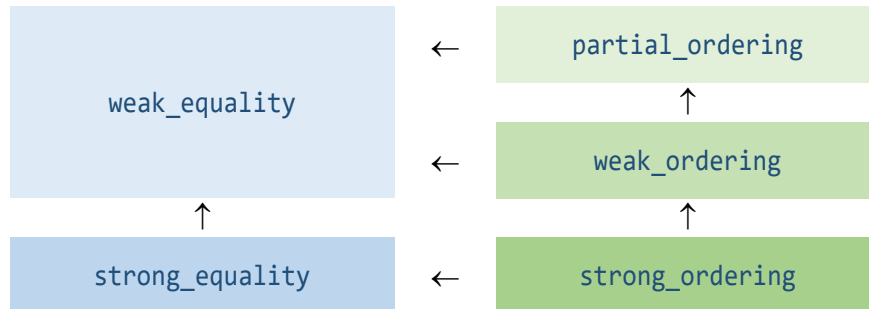 partial_ordering
weak_equality
weak_ordering
strong_equality
strong_ordering